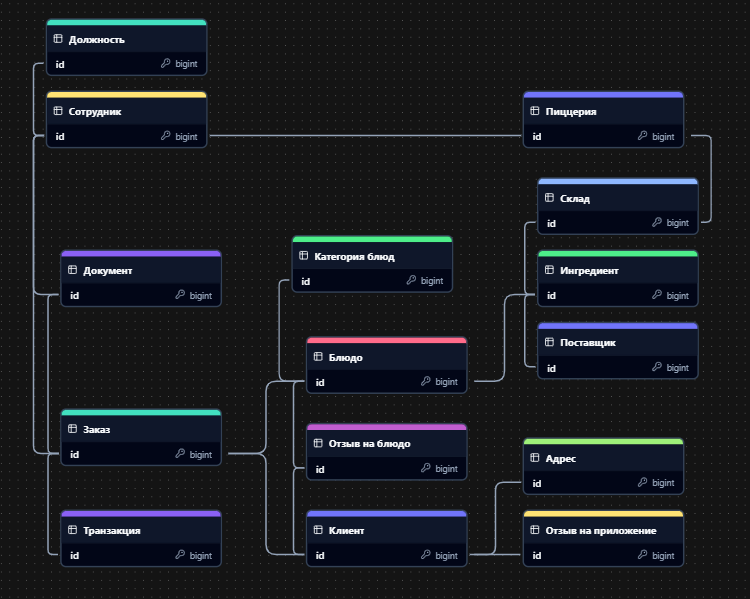 Должность
id bigint
Сотрудник
id bigint
Пиццерия
id bigint
Склад
id bigint
Документ
id bigint
Категория блюд
id bigint
Ингредиент
id bigint
Блюдо
id bigint
Поставщик
id bigint
Заказ
id bigint
Отзыв на блюдо
id bigint
Адрес
id bigint
Транзакция
id bigint
Клиент
id bigint
Отзыв на приложение
id bigint